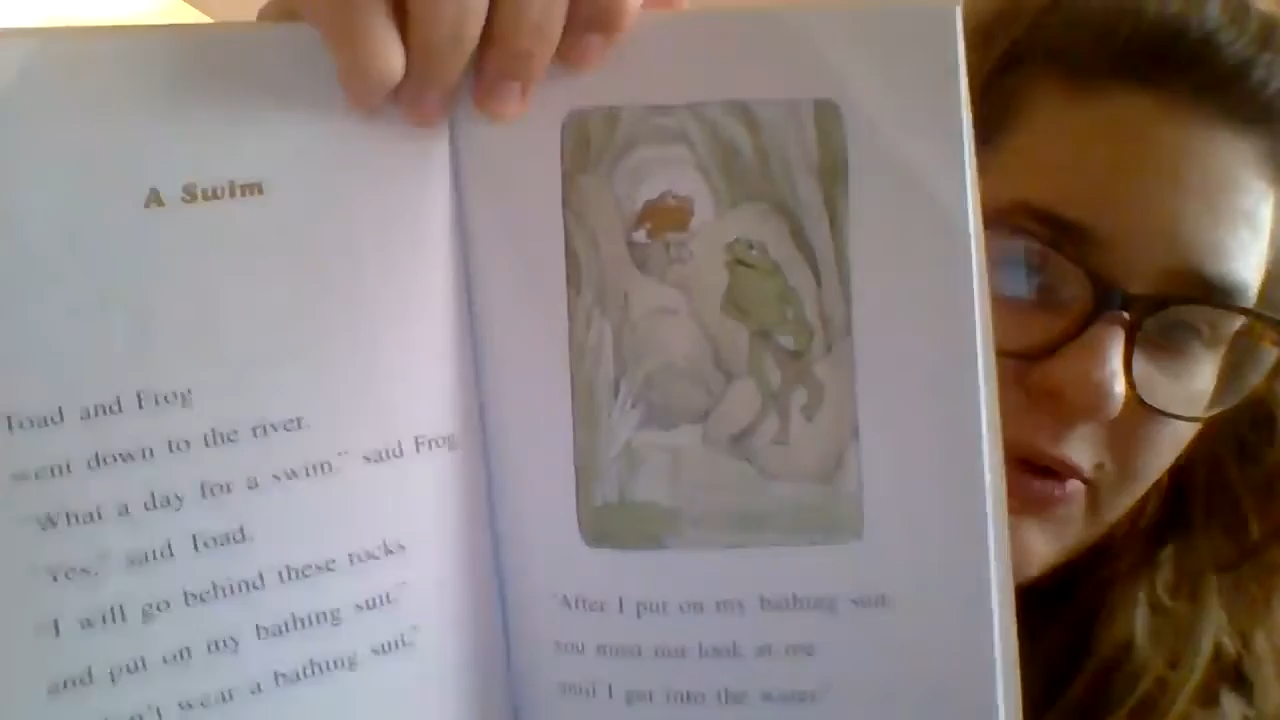 A Swim
Toad and Frog
went down to the river.
"What a day for a swim," said Frog.
"Yes," said Toad.
"I will go behind these rocks
and put on my bathing suit."
wear a bathing suit,"
"After I put on my bathing suit,
you must not look at me
until I get into the water,"